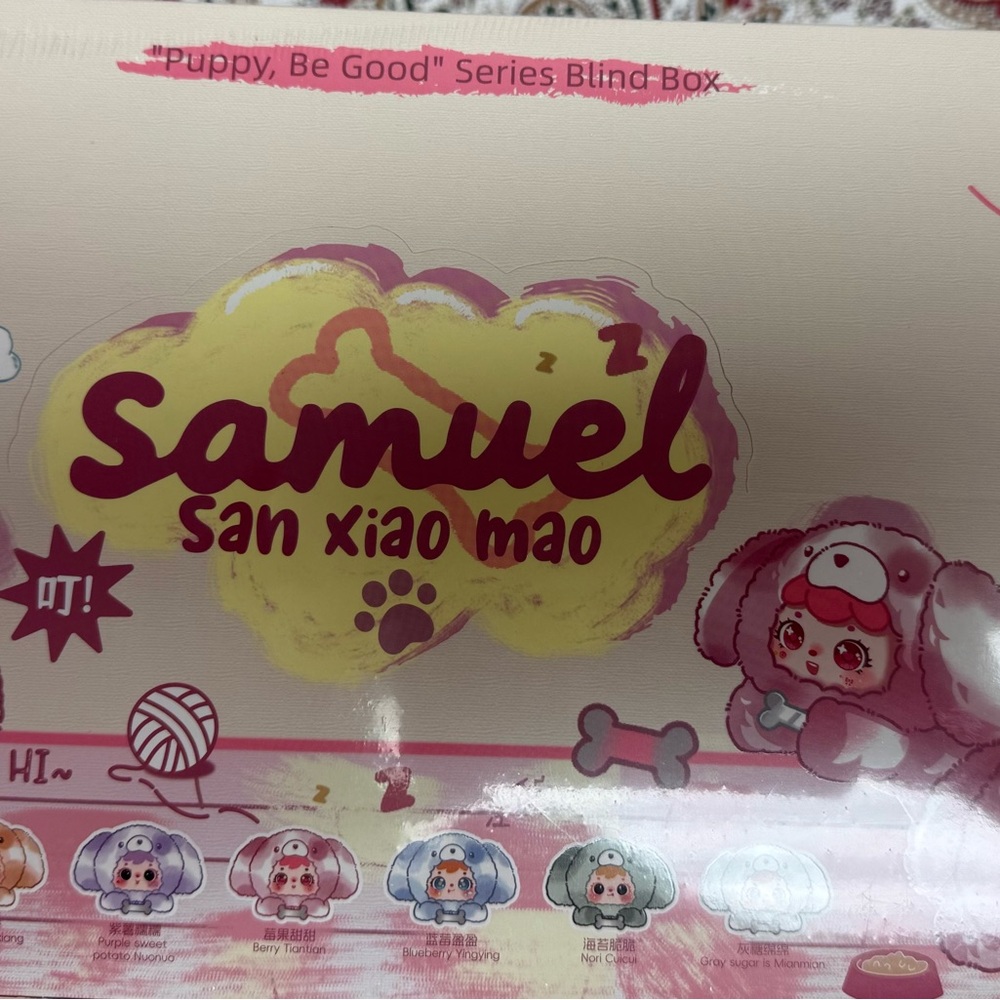 "Puppy, Be Good" Series Blind Box
z
Z
Samuel
San xiao mao
叮!
HI~
z
Z
紫薯糯糯
Purple sweet
potato Nuonuo
莓果甜甜
Berry Tiantian
蓝莓盈盈
Blueberry Yingying
海苔脆脆
Nori Cuicui
Gray sugar is Mianmian